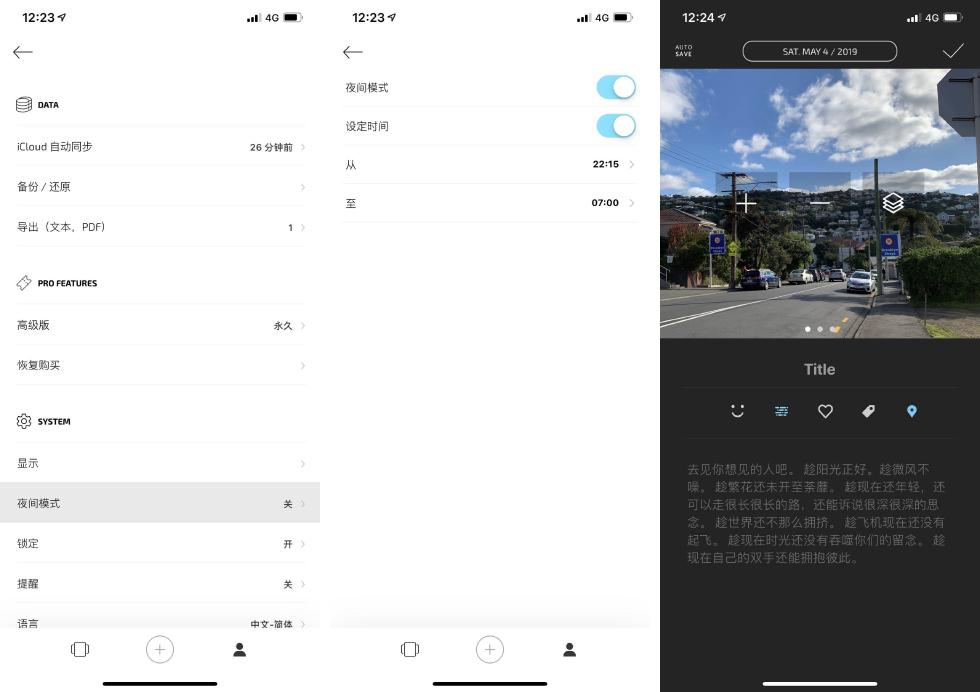 12:23
4G
DATA
iCloud 自动同步
26 分钟前
备份 / 还原
导出（文本，PDF）
1
PRO FEATURES
高级版
永久
恢复购买
SYSTEM
显示
夜间模式
关
锁定
开
提醒
关
语言
中文-简体
12:23
4G
夜间模式
设定时间
从
22:15
至
07:00
12:24
4G
AUTO
SAVE
SAT. MAY 4 / 2019
Title
去见你想见的人吧。 趁阳光正好。趁微风不
噪。 趁繁花还未开至荼蘼。 趁现在还年轻，还
可以走很长很长的路，还能诉说很深很深的思
念。 趁世界还不那么拥挤。 趁飞机现在还没有
起飞。 趁现在时光还没有吞噬你们的留念。 趁
现在自己的双手还能拥抱彼此。